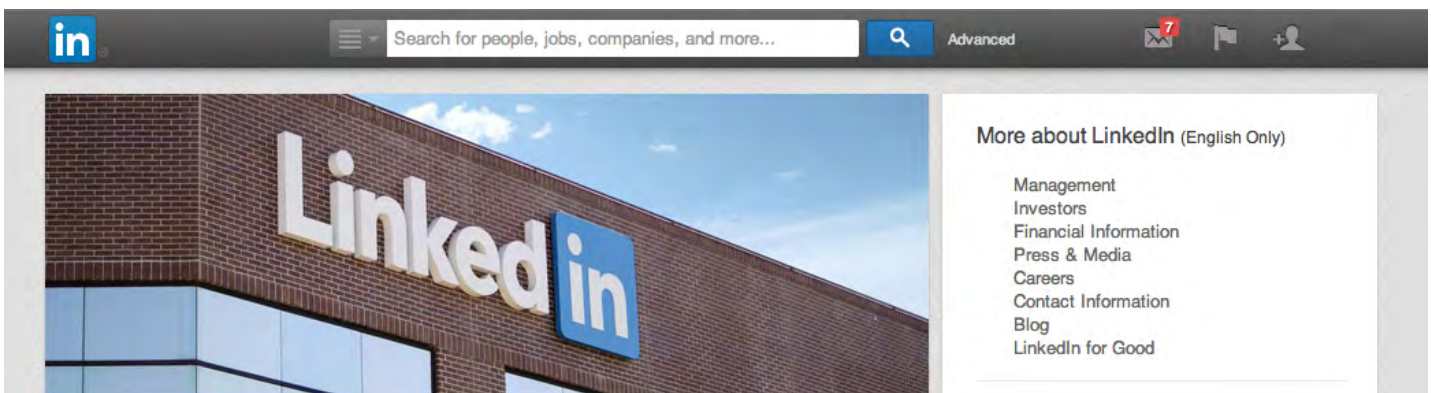 in®
Search for people, jobs, companies, and more...
Advanced
7
Linkedin
More about LinkedIn (English Only)
Management
Investors
Financial Information
Press & Media
Careers
Contact Information
Blog
LinkedIn for Good